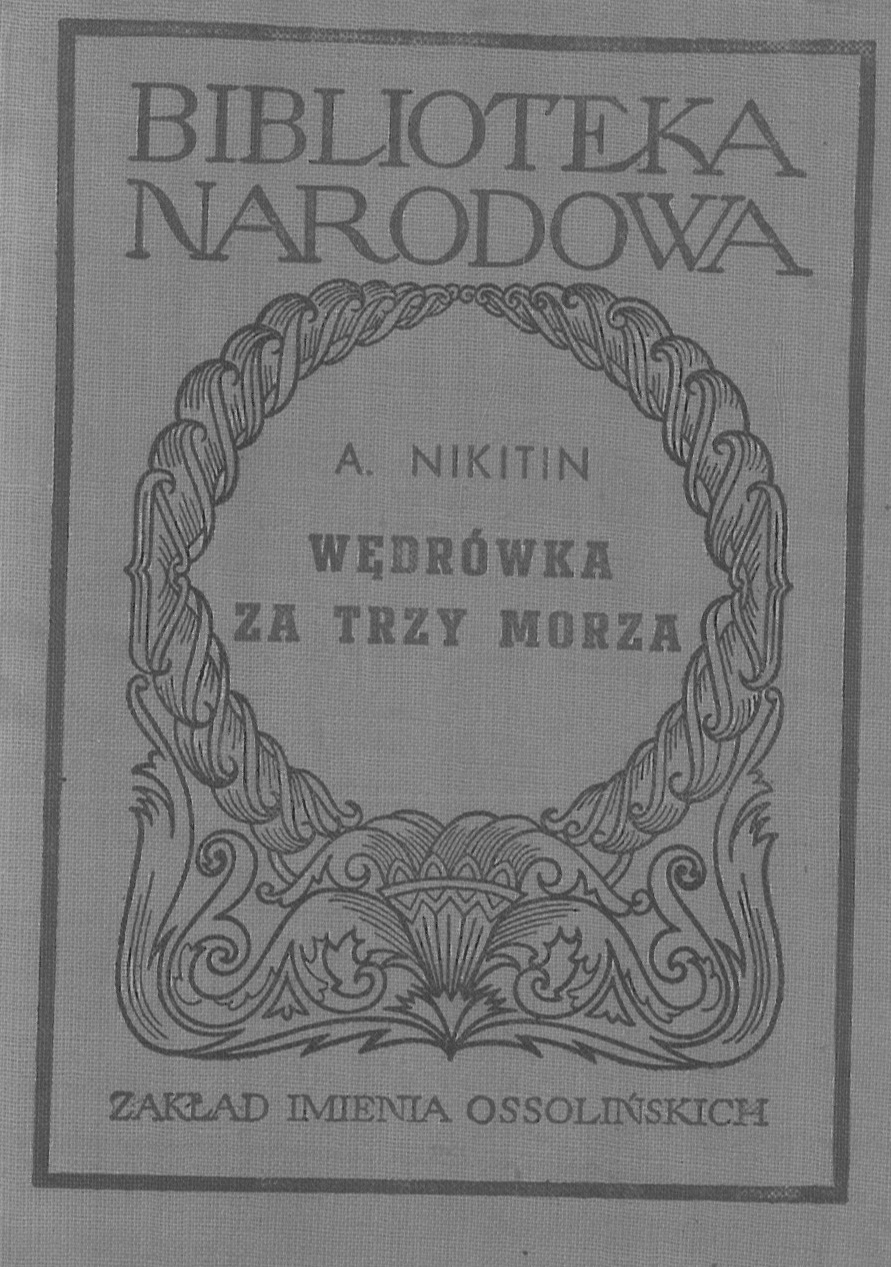 BIBLIOTEKA
NARODOWA
A. NIKITIN
WĘDRÓWKA
ZA TRZY MORZA
ZAKŁAD IMIENIA OSSOLIŃSKICH